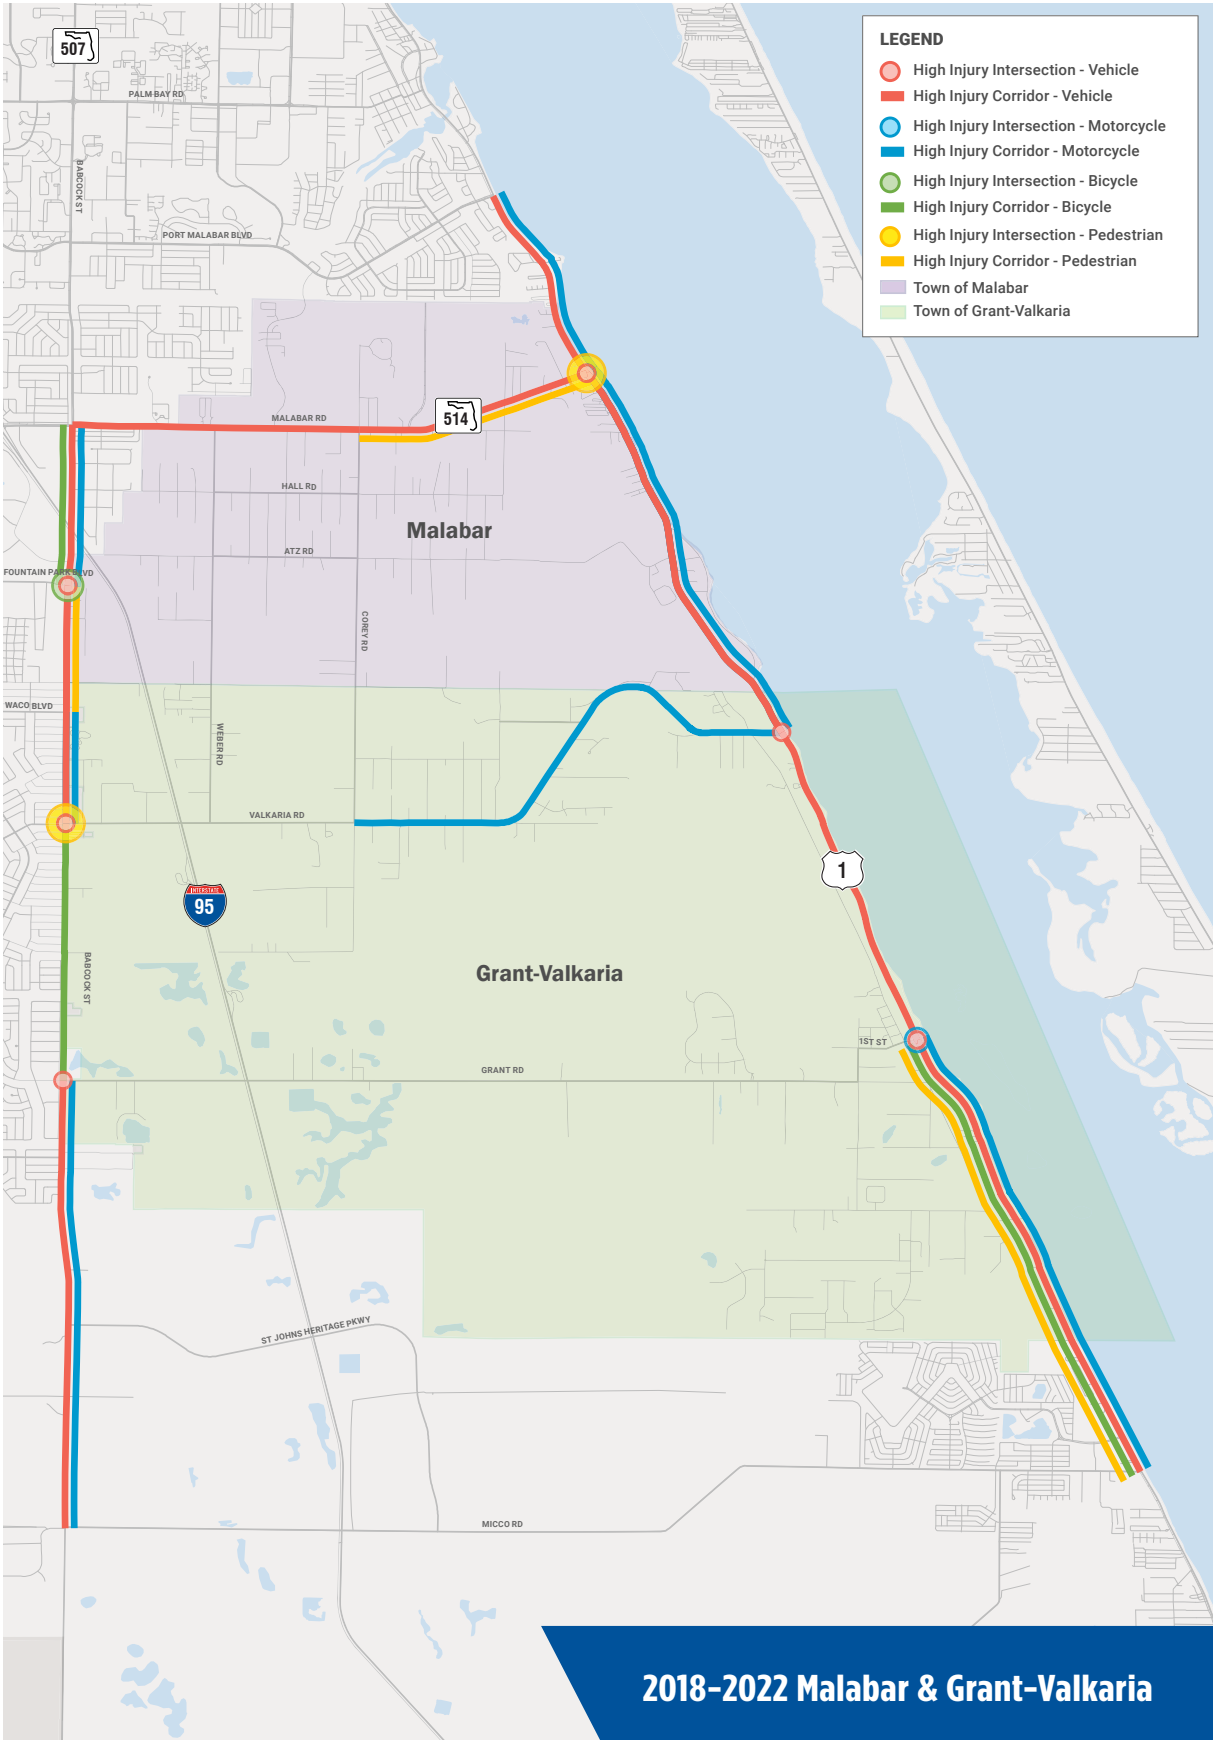 507
PALM BAY RD
BABCOCK ST
PORT MALABAR BLVD
LEGEND
High Injury Intersection - Vehicle
High Injury Corridor - Vehicle
High Injury Intersection - Motorcycle
High Injury Corridor - Motorcycle
High Injury Intersection - Bicycle
High Injury Corridor - Bicycle
High Injury Intersection - Pedestrian
High Injury Corridor - Pedestrian
Town of Malabar
Town of Grant-Valkaria
MALABAR RD
514
HALL RD
Malabar
ATZ RD
FOUNTAIN PARK BLVD
COREY RD
WACO BLVD
WEBER RD
VALKARIA RD
1
INTERSTATE
95
BABCOCK ST
Grant-Valkaria
1ST ST
GRANT RD
ST JOHNS HERITAGE PKWY
MICCO RD
2018-2022 Malabar & Grant-Valkaria